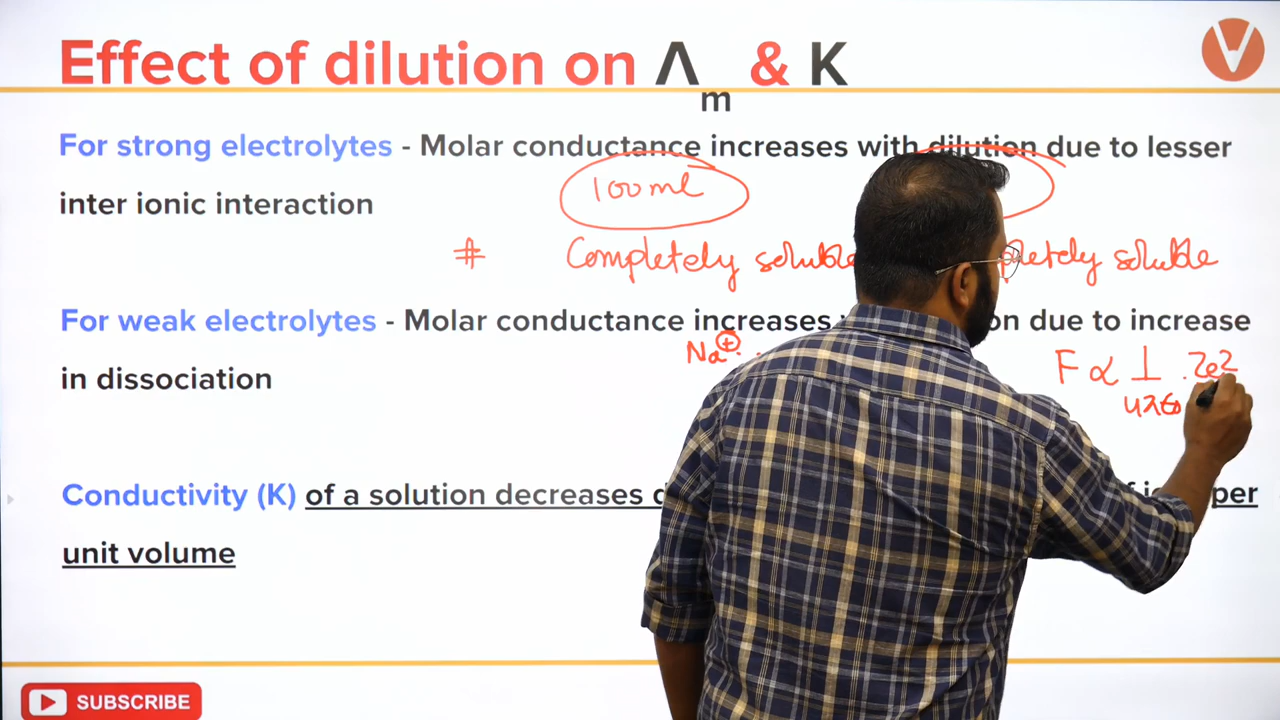 Effect of dilution on Λm & K
For strong electrolytes - Molar conductance increases with dilution due to lesser
inter ionic interaction
100 ml
# Completely soluble pletely soluble
For weak electrolytes - Molar conductance increases on due to increase
in dissociation
Na⊕
F ∝ 1 . Ze2
4π∈
Conductivity (K) of a solution decreases d per
unit volume
SUBSCRIBE